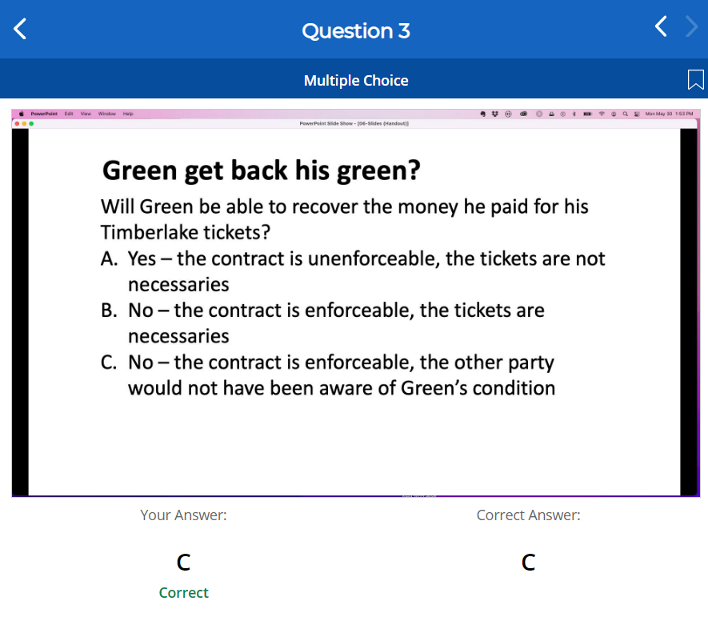 Question 3
Multiple Choice
PowerPoint Edit View Window Help
Mon May 30 1:53 PM
PowerPoint Slide Show - [06-Slides (Handout)]
Green get back his green?
Will Green be able to recover the money he paid for his
Timberlake tickets?
A. Yes – the contract is unenforceable, the tickets are not
necessaries
B. No – the contract is enforceable, the tickets are
necessaries
C. No – the contract is enforceable, the other party
would not have been aware of Green's condition
Your Answer:
Correct Answer:
C
C
Correct